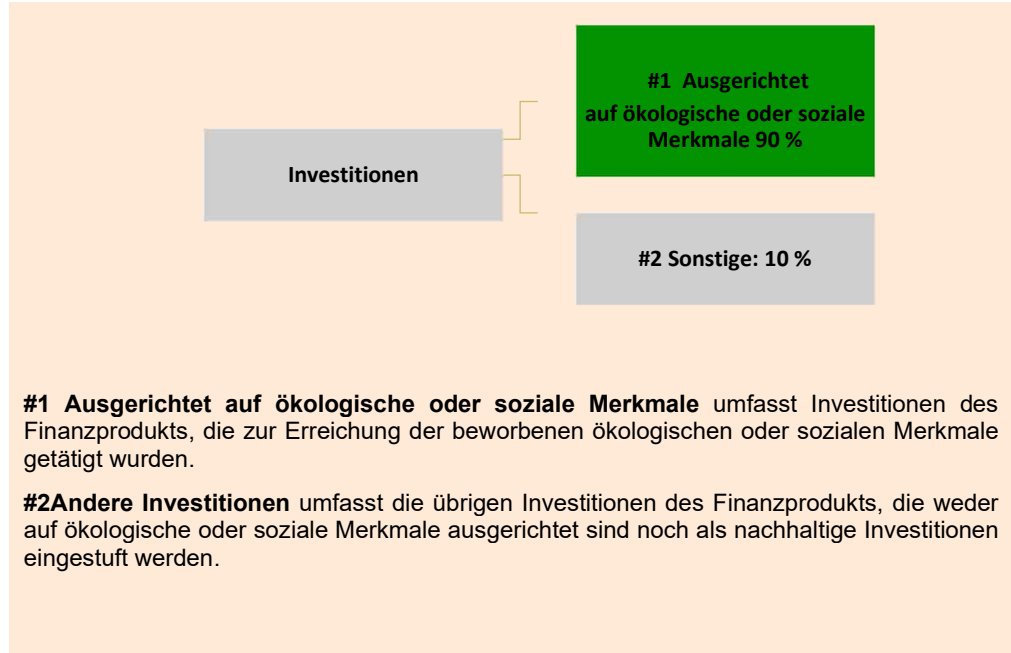 #1 Ausgerichtet
auf ökologische oder soziale
Merkmale 90 %
Investitionen
#2 Sonstige: 10 %
#1 Ausgerichtet auf ökologische oder soziale Merkmale umfasst Investitionen des
Finanzprodukts, die zur Erreichung der beworbenen ökologischen oder sozialen Merkmale
getätigt wurden.
#2Andere Investitionen umfasst die übrigen Investitionen des Finanzprodukts, die weder
auf ökologische oder soziale Merkmale ausgerichtet sind noch als nachhaltige Investitionen
eingestuft werden.